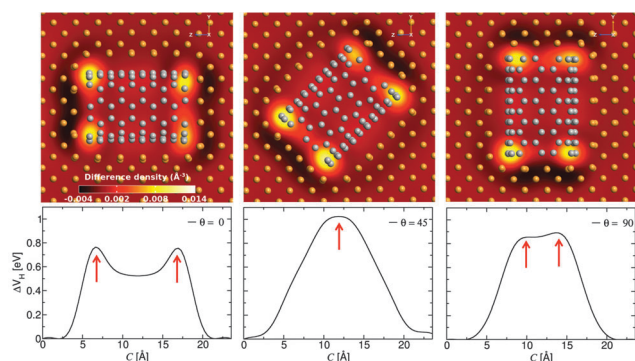 Y
Z
Y
Z
Y
Z
Difference density (Å⁻³)
-0.004 0.002 0.008 0.014
ΔV_H [eV]
1
0.8
0.6
0.4
0.2
0
— θ = 0
— θ = 45
— θ = 90
0 5 10 15 20
0 5 10 15 20
0 5 10 15 20
C [Å]
C [Å]
C [Å]